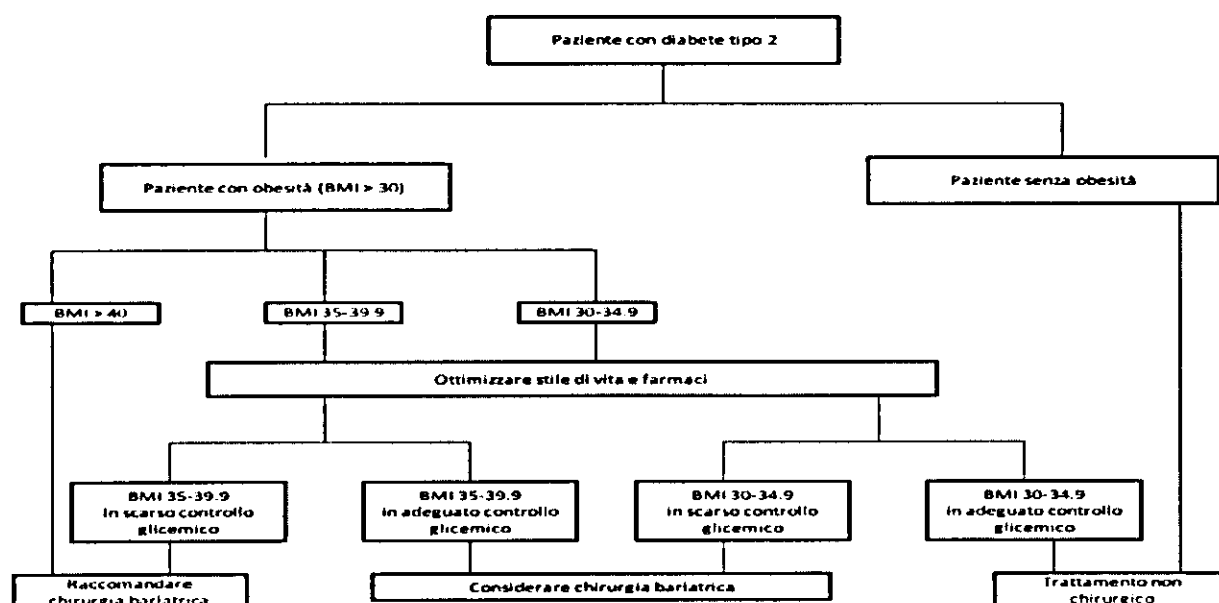 Paziente con diabete tipo 2
Paziente con obesità (BMI > 30)
Paziente senza obesità
BMI > 40
BMI 35-39.9
BMI 30-34.9
Ottimizzare stile di vita e farmaci
BMI 35-39.9
in scarso controllo
glicemico
BMI 35-39.9
in adeguato controllo
glicemico
BMI 30-34.9
in scarso controllo
glicemico
BMI 30-34.9
in adeguato controllo
glicemico
Raccomandare
chirurgia bariatrica
Considerare chirurgia bariatrica
Trattamento non
chirurgico